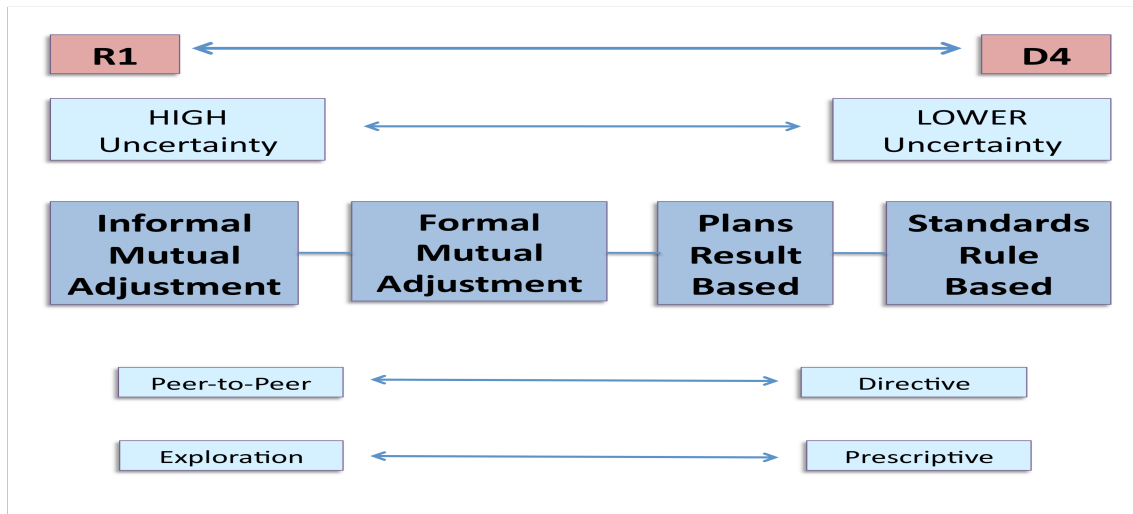 R1
D4
HIGH
Uncertainty
LOWER
Uncertainty
Informal
Mutual
Adjustment
Formal
Mutual
Adjustment
Plans
Result
Based
Standards
Rule
Based
Peer-to-Peer
Directive
Exploration
Prescriptive